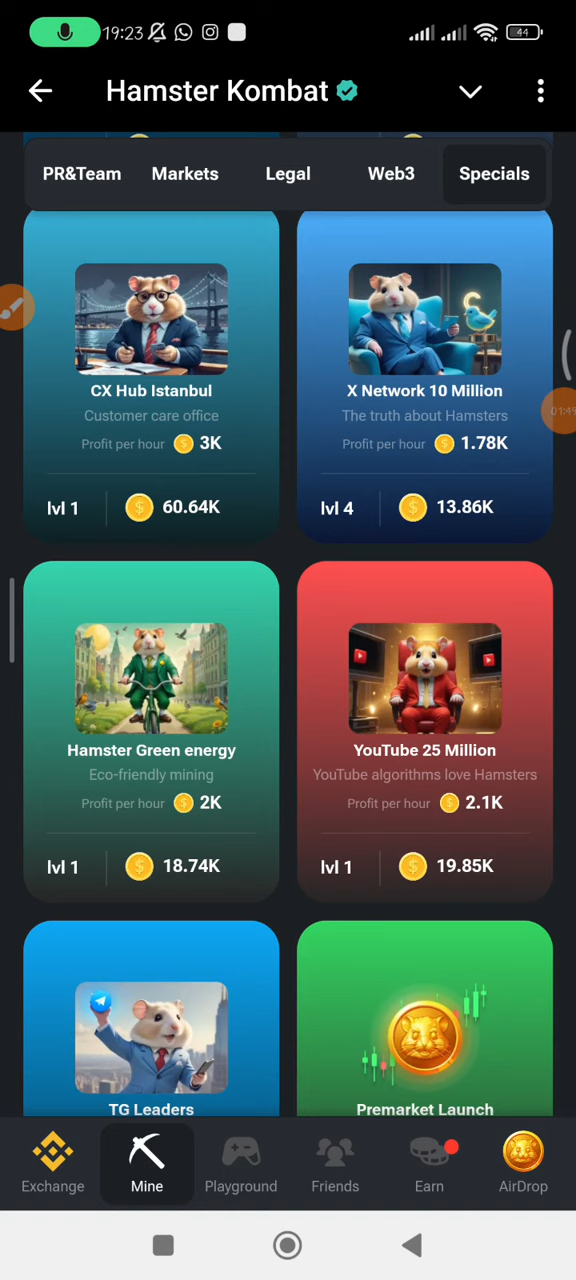 19:23
44
Hamster Kombat
PR&Team Markets Legal Web3 Specials
CX Hub Istanbul
Customer care office
Profit per hour 3K
lvl 1 60.64K
X Network 10 Million
The truth about Hamsters
Profit per hour 1.78K
lvl 4 13.86K
01:49
Hamster Green energy
Eco-friendly mining
Profit per hour 2K
lvl 1 18.74K
YouTube 25 Million
YouTube algorithms love Hamsters
Profit per hour 2.1K
lvl 1 19.85K
TG Leaders
Premarket Launch
Exchange Mine Playground Friends Earn AirDrop